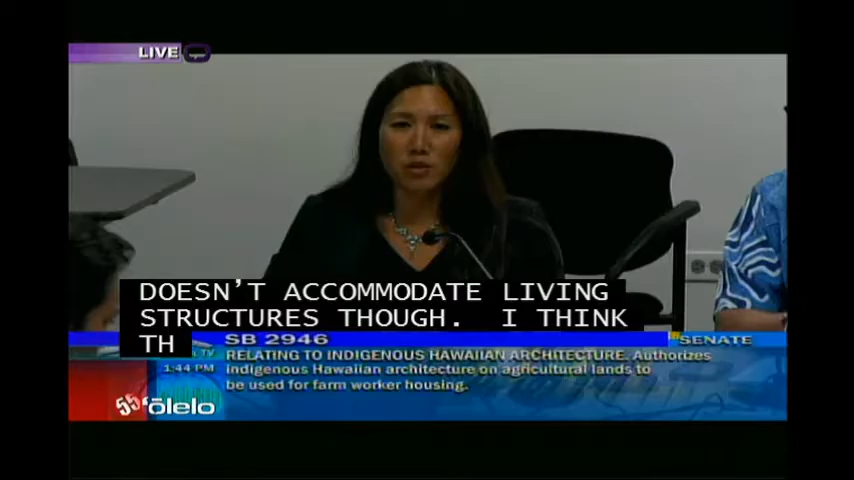 LIVE
DOESN'T ACCOMMODATE LIVING
STRUCTURES THOUGH.  I THINK
TH
SB 2946
SENATE
TV
RELATING TO INDIGENOUS HAWAIIAN ARCHITECTURE. Authorizes
indigenous Hawaiian architecture on agricultural lands to
be used for farm worker housing.
1:44 PM
55 'ōlelo